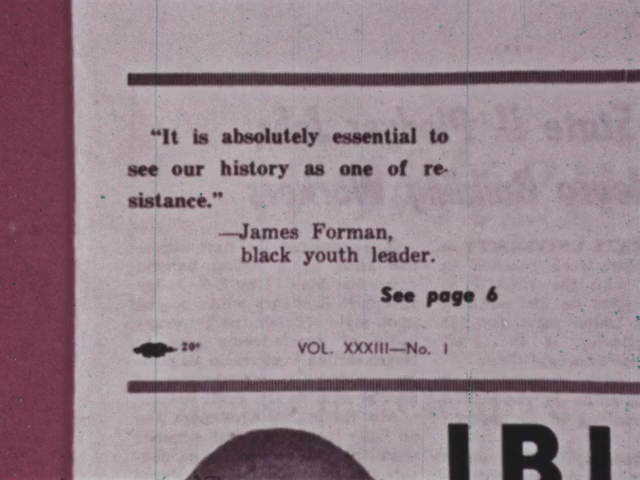 “It is absolutely essential to
see our history as one of re-
sistance.”
—James Forman,
black youth leader.
See page 6
20¢ VOL. XXXIII—No. 1
LBJ